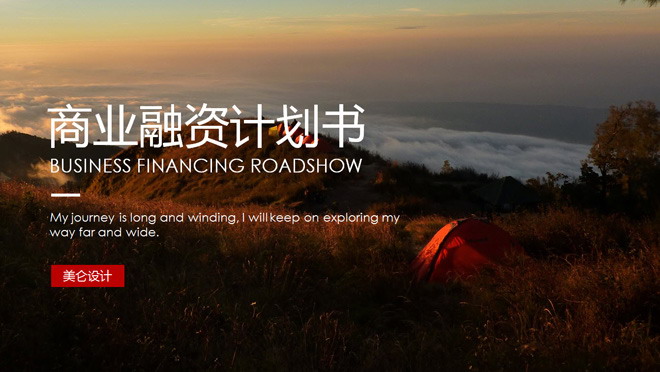 商业融资计划书
BUSINESS FINANCING ROADSHOW
My journey is long and winding, I will keep on exploring my
way far and wide.
美仑设计